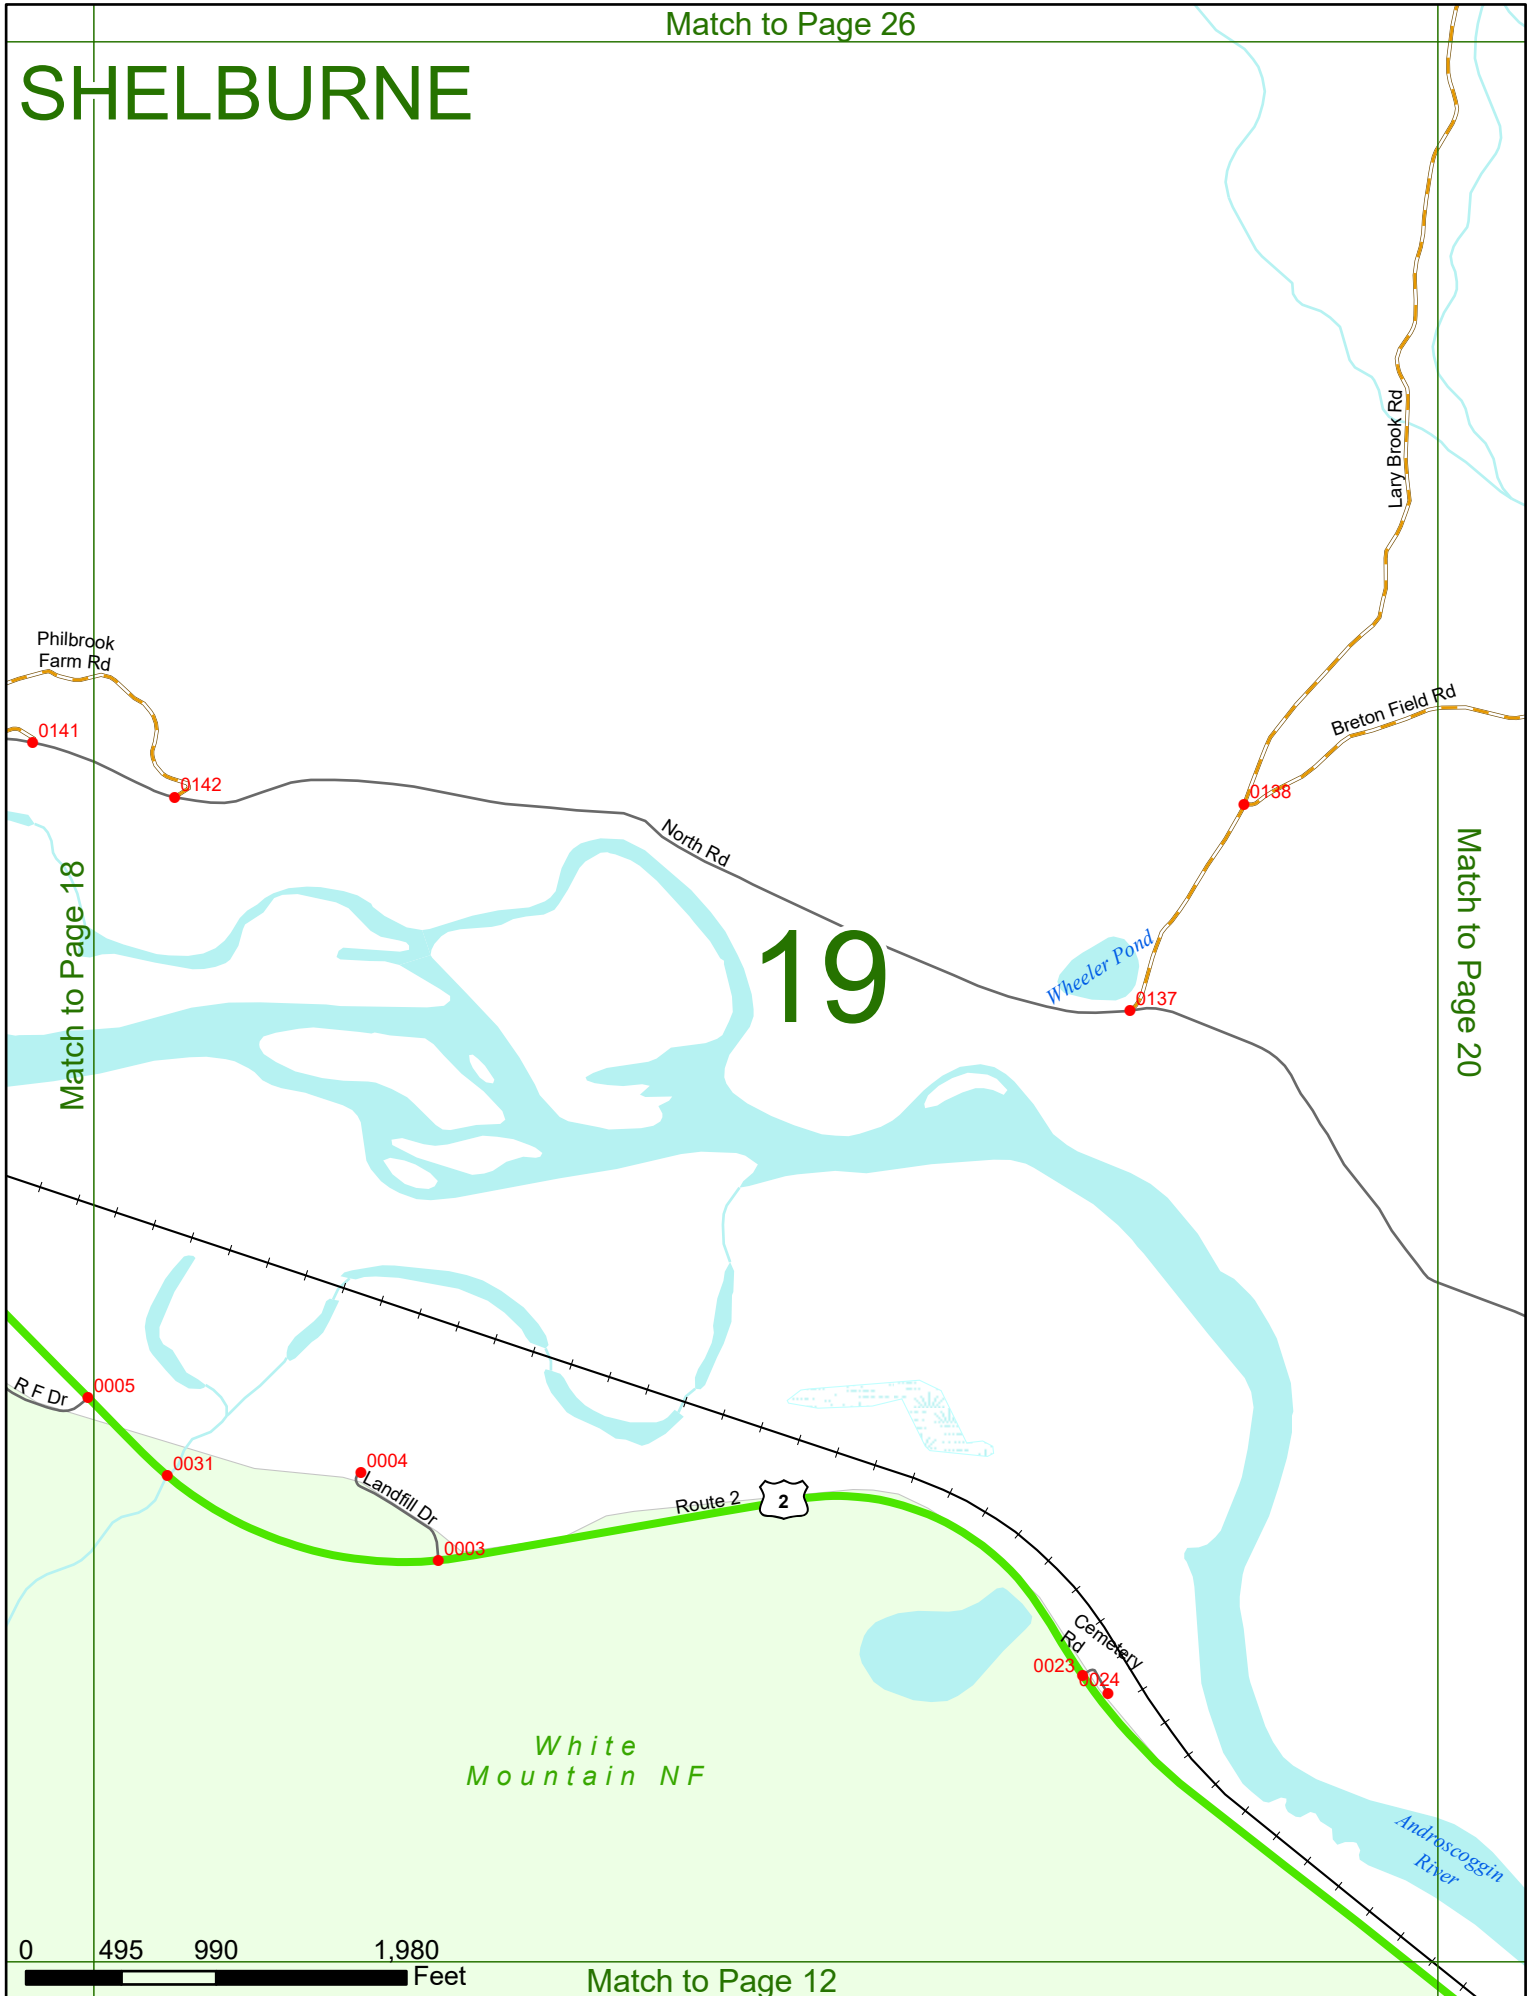 Match to Page 26
SHELBURNE
Lary Brook Rd
Philbrook
Farm Rd
Breton Field Rd
0141
0142
0138
North Rd
Match to Page 18
19
Wheeler Pond
0137
Match to Page 20
R F Dr
0005
0031
0004
Landfill Dr
0003
Route 2
2
Cemetery
Rd
0023
0024
White
Mountain NF
Androscoggin
River
0 495 990 1,980
Feet
Match to Page 12